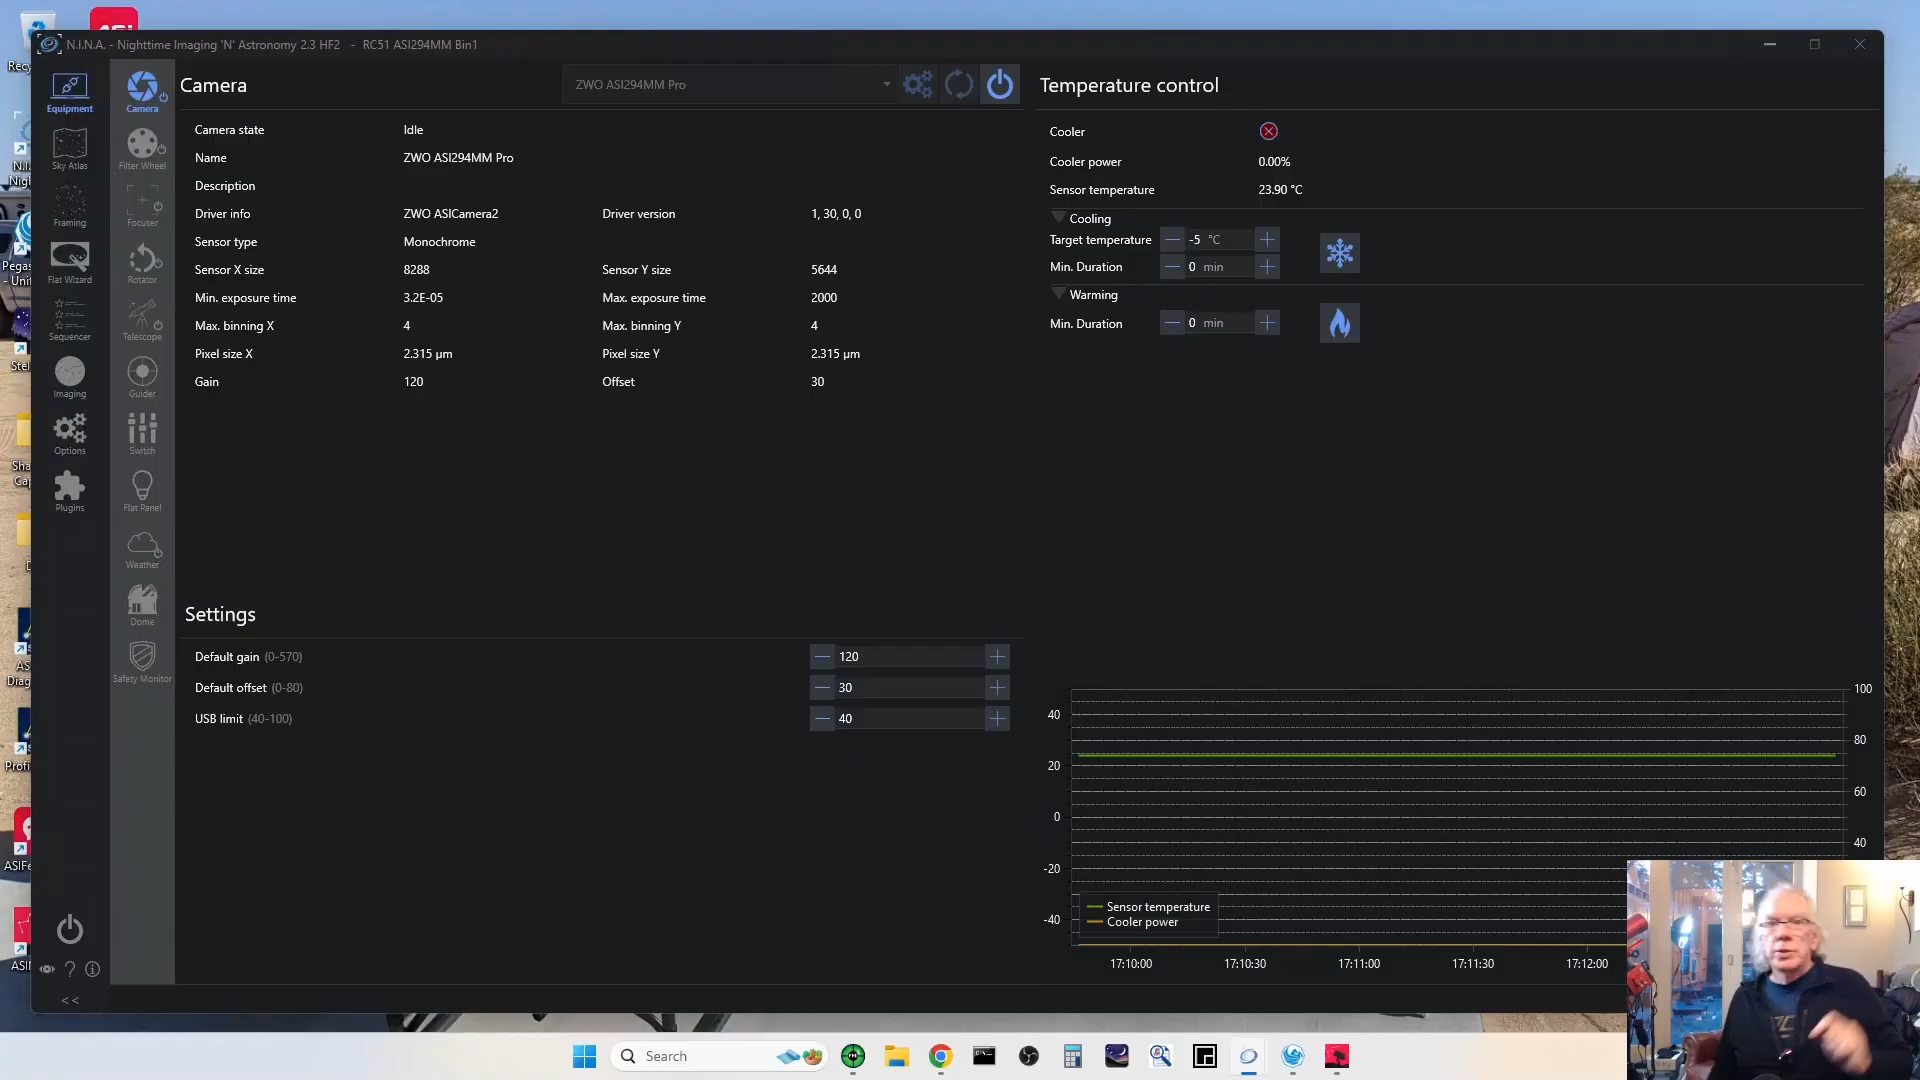 N.I.N.A. - Nighttime Imaging 'N' Astronomy 2.3 HF2 - RC51 ASI294MM Bin1
Equipment
Sky Atlas
Framing
Flat Wizard
Sequencer
Imaging
Options
Plugins
<<
Camera
Filter Wheel
Focuser
Rotator
Telescope
Guider
Switch
Flat Panel
Weather
Dome
Safety Monitor
Camera
ZWO ASI294MM Pro
Camera state Idle
Name ZWO ASI294MM Pro
Description
Driver info ZWO ASICamera2 Driver version 1, 30, 0, 0
Sensor type Monochrome
Sensor X size 8288 Sensor Y size 5644
Min. exposure time 3.2E-05 Max. exposure time 2000
Max. binning X 4 Max. binning Y 4
Pixel size X 2.315 µm Pixel size Y 2.315 µm
Gain 120 Offset 30
Settings
Default gain (0-570) 120
Default offset (0-80) 30
USB limit (40-100) 40
Temperature control
Cooler
Cooler power 0.00%
Sensor temperature 23.90 °C
Cooling
Target temperature -5 °C
Min. Duration 0 min
Warming
Min. Duration 0 min
40
20
0
-20
-40
100
80
60
40
Sensor temperature
Cooler power
17:10:00 17:10:30 17:11:00 17:11:30 17:12:00
Search